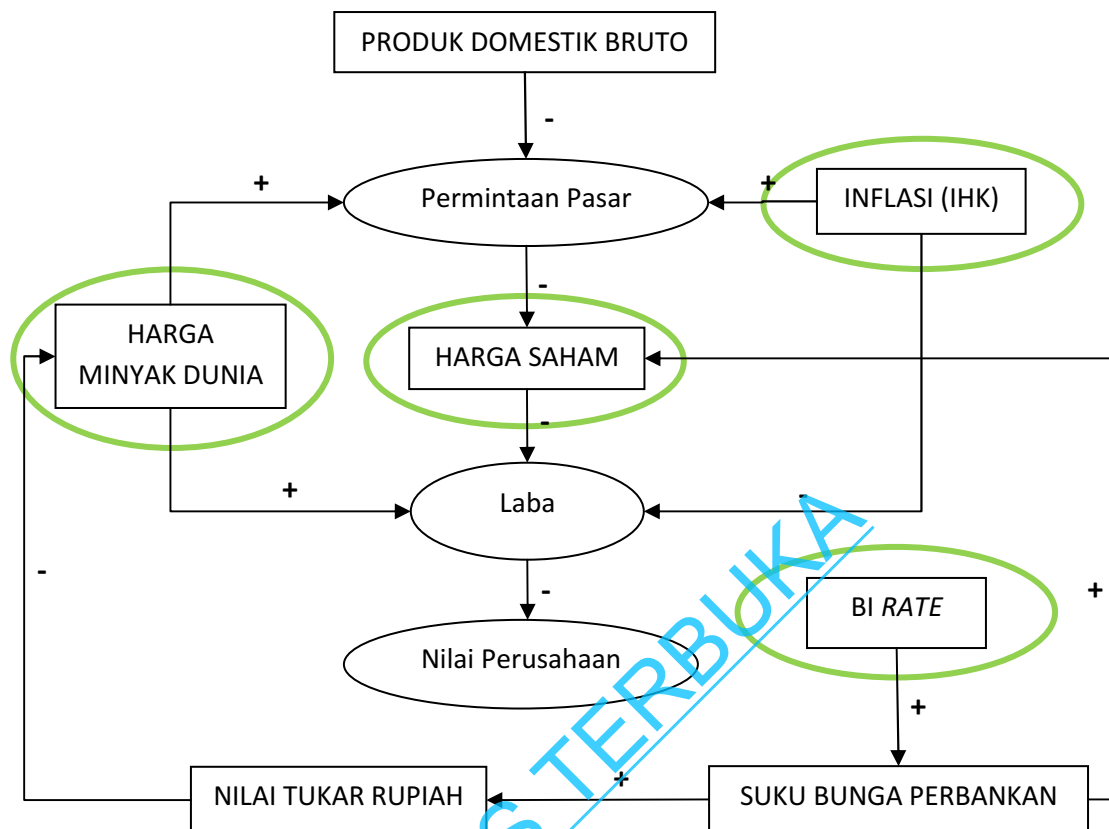 PRODUK DOMESTIK BRUTO
-
+
Permintaan Pasar
+
INFLASI (IHK)
-
HARGA
MINYAK DUNIA
HARGA SAHAM
-
+
Laba
-
-
-
BI RATE
+
Nilai Perusahaan
+
NILAI TUKAR RUPIAH
+
SUKU BUNGA PERBANKAN
S TERBUKA